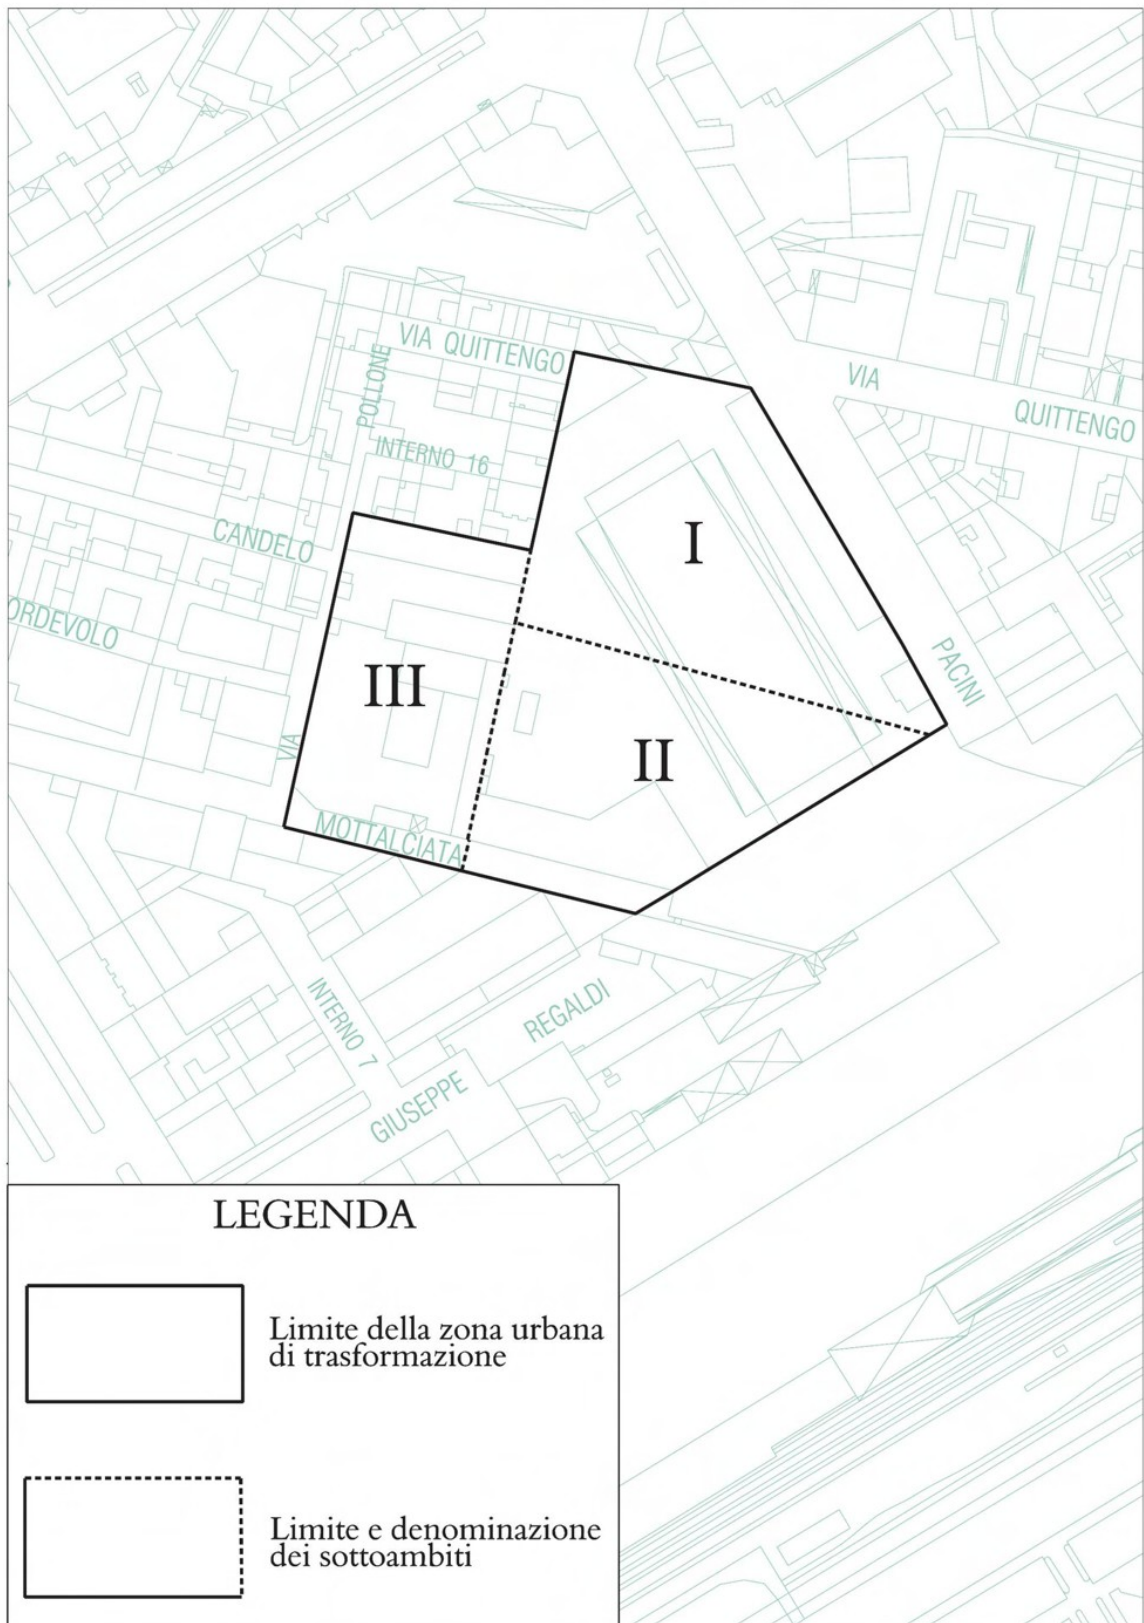 VIA QUITTENGO
POLLONE
VIA
QUITTENGO
INTERNO 16
CANDELO
I
ORDEVOLO
III
PACINI
VIA
II
MOTTALCIATA
INTERNO 7
REGALDI
GIUSEPPE
LEGENDA
Limite della zona urbana
di trasformazione
Limite e denominazione
dei sottoambiti